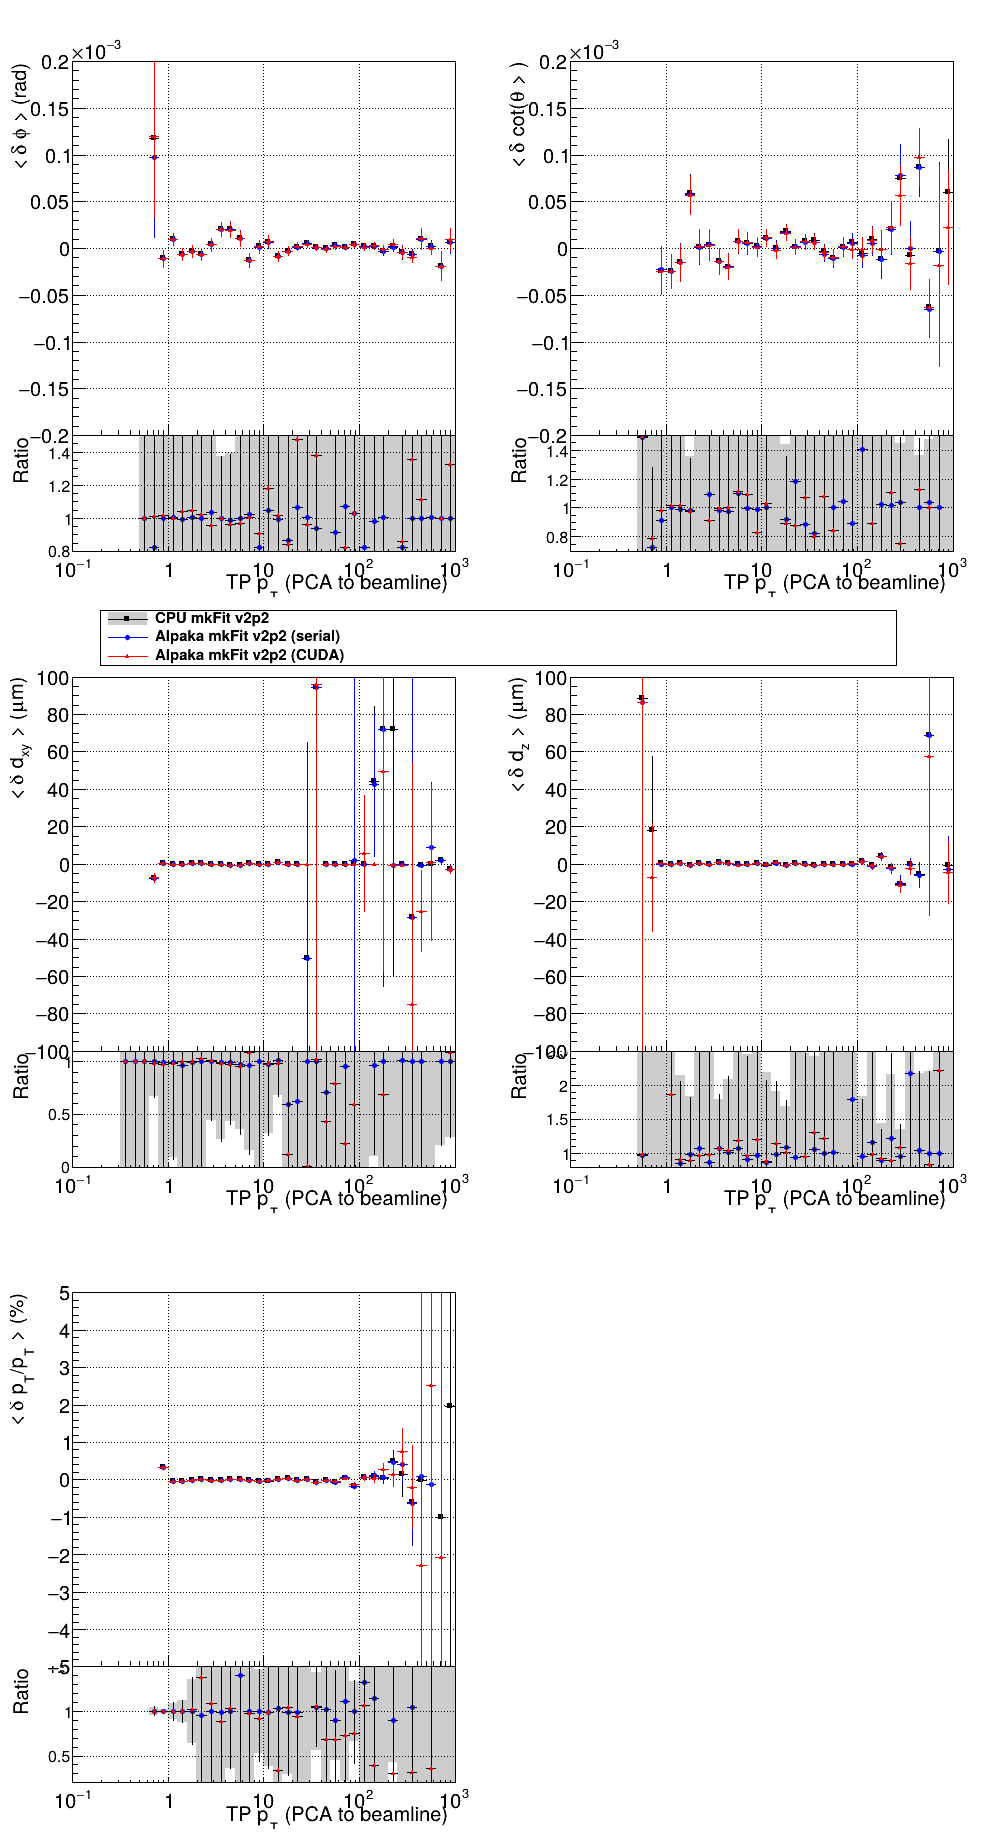 ×10⁻³
< δ φ > (rad)
0.2
0.15
0.1
0.05
0
−0.05
−0.1
−0.15
−0.2
Ratio
1.4
1.2
1
0.8
10⁻¹ 1 10 10² 10³
TP p_T (PCA to beamline)
×10⁻³
< δ cot(θ > )
0.2
0.15
0.1
0.05
0
−0.05
−0.1
−0.15
−0.2
Ratio
1.4
1.2
1
0.8
10⁻¹ 1 10 10² 10³
TP p_T (PCA to beamline)
CPU mkFit v2p2
Alpaka mkFit v2p2 (serial)
Alpaka mkFit v2p2 (CUDA)
< δ d_xy > (μm)
100
80
60
40
20
0
−20
−40
−60
−80
−100
Ratio
0.5
0
10⁻¹ 1 10 10² 10³
TP p_T (PCA to beamline)
< δ d_z > (μm)
100
80
60
40
20
0
−20
−40
−60
−80
−100
Ratio
2
1.5
1
10⁻¹ 1 10 10² 10³
TP p_T (PCA to beamline)
< δ p_T/p_T > (%)
5
4
3
2
1
0
−1
−2
−3
−4
−5
Ratio
1
0.5
10⁻¹ 1 10 10² 10³
TP p_T (PCA to beamline)